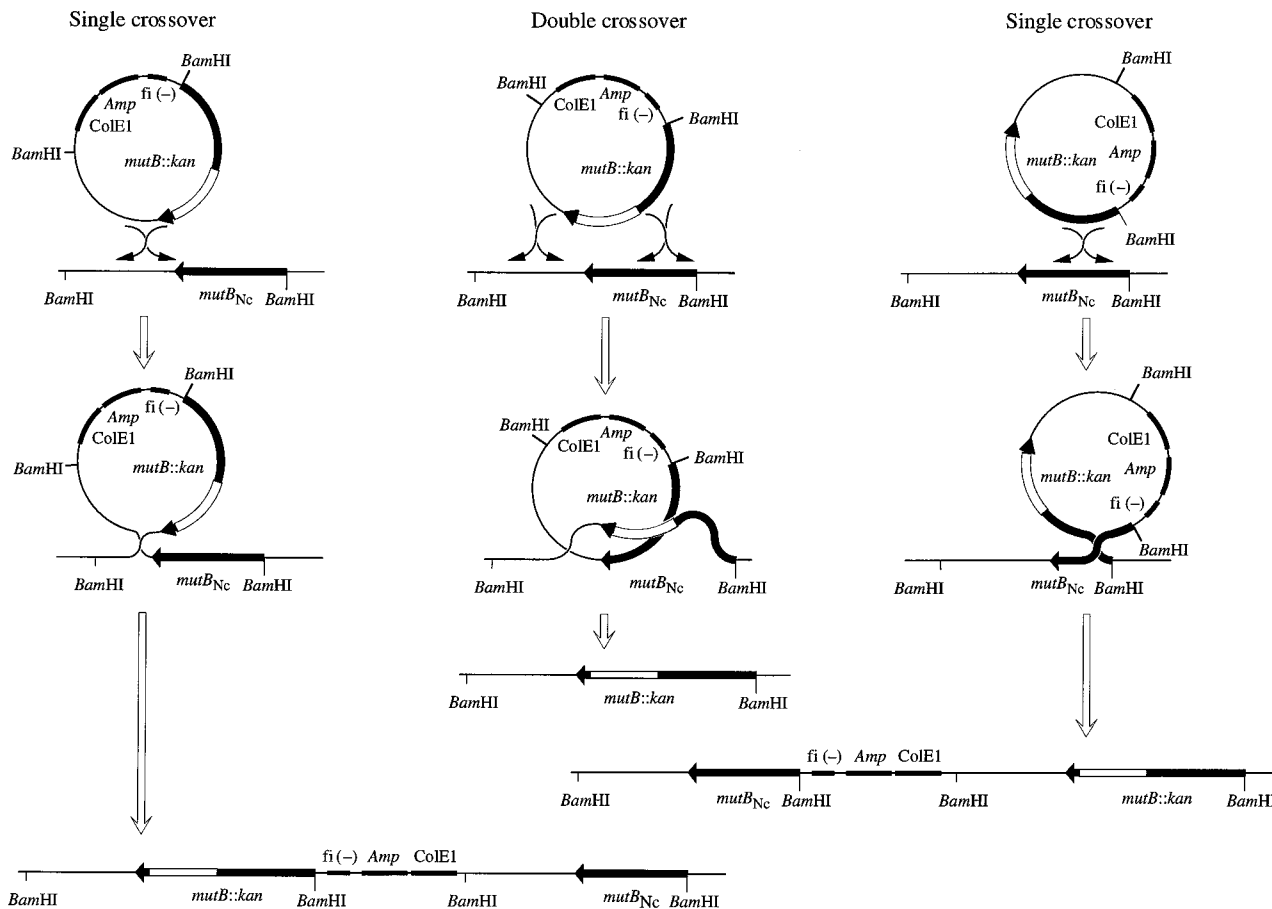 Single crossover
Double crossover
Single crossover
BamHI
fi (–)
Amp
ColE1
BamHI
mutB::kan
BamHI
mutBNc
BamHI
BamHI
Amp
ColE1
fi (–)
BamHI
mutB::kan
BamHI
mutBNc
BamHI
BamHI
ColE1
Amp
mutB::kan
fi (–)
BamHI
BamHI
mutBNc
BamHI
BamHI
fi (–)
Amp
ColE1
BamHI
mutB::kan
BamHI
mutBNc
BamHI
BamHI
Amp
ColE1
fi (–)
BamHI
mutB::kan
BamHI
mutBNc
BamHI
BamHI
ColE1
mutB::kan
Amp
fi (–)
BamHI
BamHI
mutBNc
BamHI
BamHI
mutB::kan
BamHI
fi (–) Amp ColE1
BamHI mutBNc BamHI BamHI mutB::kan BamHI
fi (–) Amp ColE1
BamHI mutB::kan BamHI BamHI mutBNc BamHI